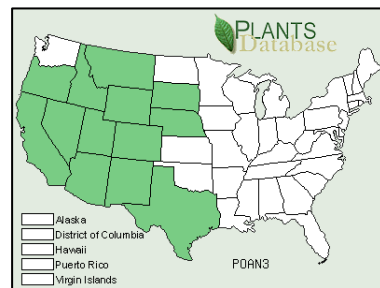 PLANTS
Database
Alaska
District of Columbia
Hawaii
Puerto Rico
Virgin Islands
POAN3